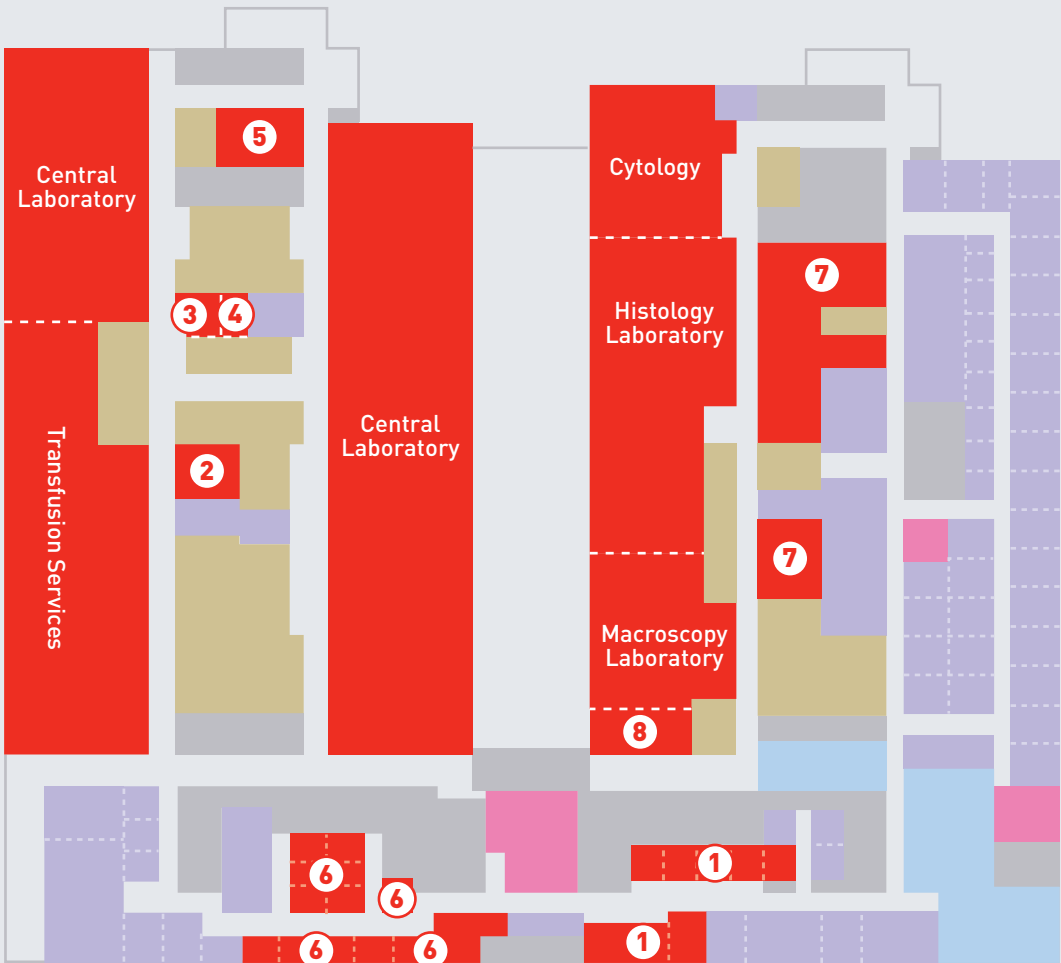 5
Central
Laboratory
Cytology
3
4
7
Histology
Laboratory
Central
Laboratory
Transfusion Services
2
7
Macroscopy
Laboratory
8
1
6
6
6
6
1